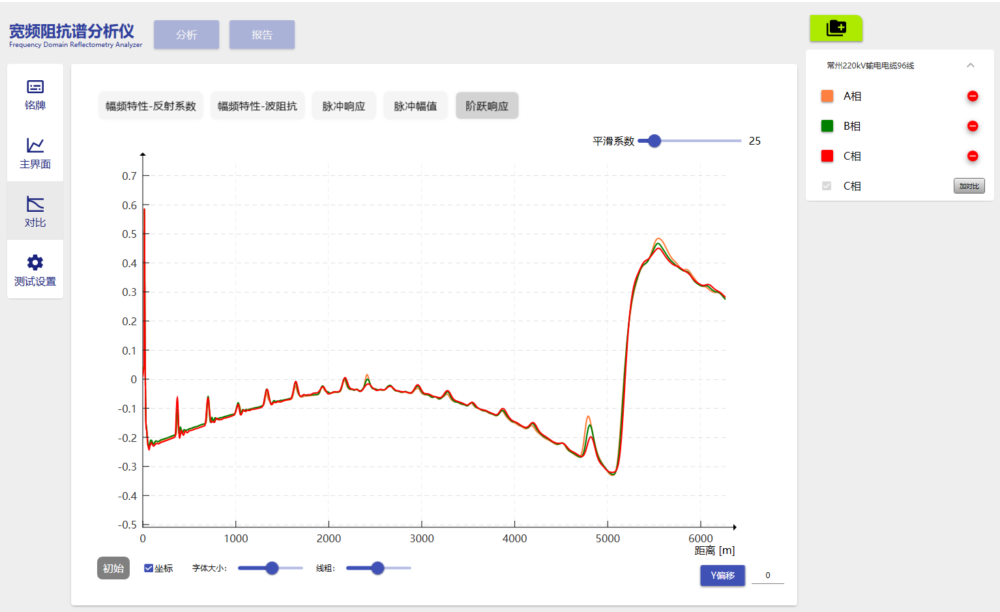 宽频阻抗谱分析仪
Frequency Domain Reflectometry Analyzer
分析
报告
铭牌
主界面
对比
测试设置
幅频特性-反射系数
幅频特性-波阻抗
脉冲响应
脉冲幅值
阶跃响应
平滑系数
25
0.7
0.6
0.5
0.4
0.3
0.2
0.1
0
-0.1
-0.2
-0.3
-0.4
-0.5
0
1000
2000
3000
4000
5000
6000
距离 [m]
初始
坐标
字体大小：
线粗：
Y偏移
0
常州220kV输电电缆96线
A相
B相
C相
C相
加对比